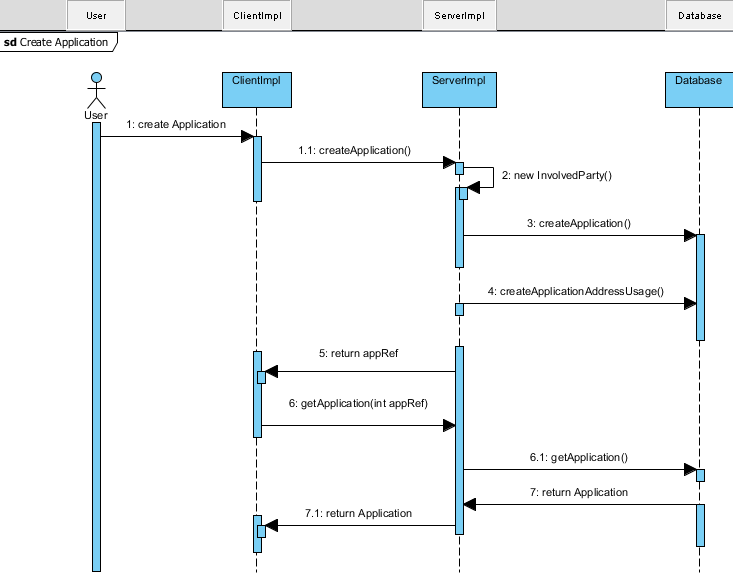 User ClientImpl ServerImpl Database
sd Create Application
ClientImpl ServerImpl Database
User
1: create Application
1.1: createApplication()
2: new InvolvedParty()
3: createApplication()
4: createApplicationAddressUsage()
5: return appRef
6: getApplication(int appRef)
6.1: getApplication()
7: return Application
7.1: return Application